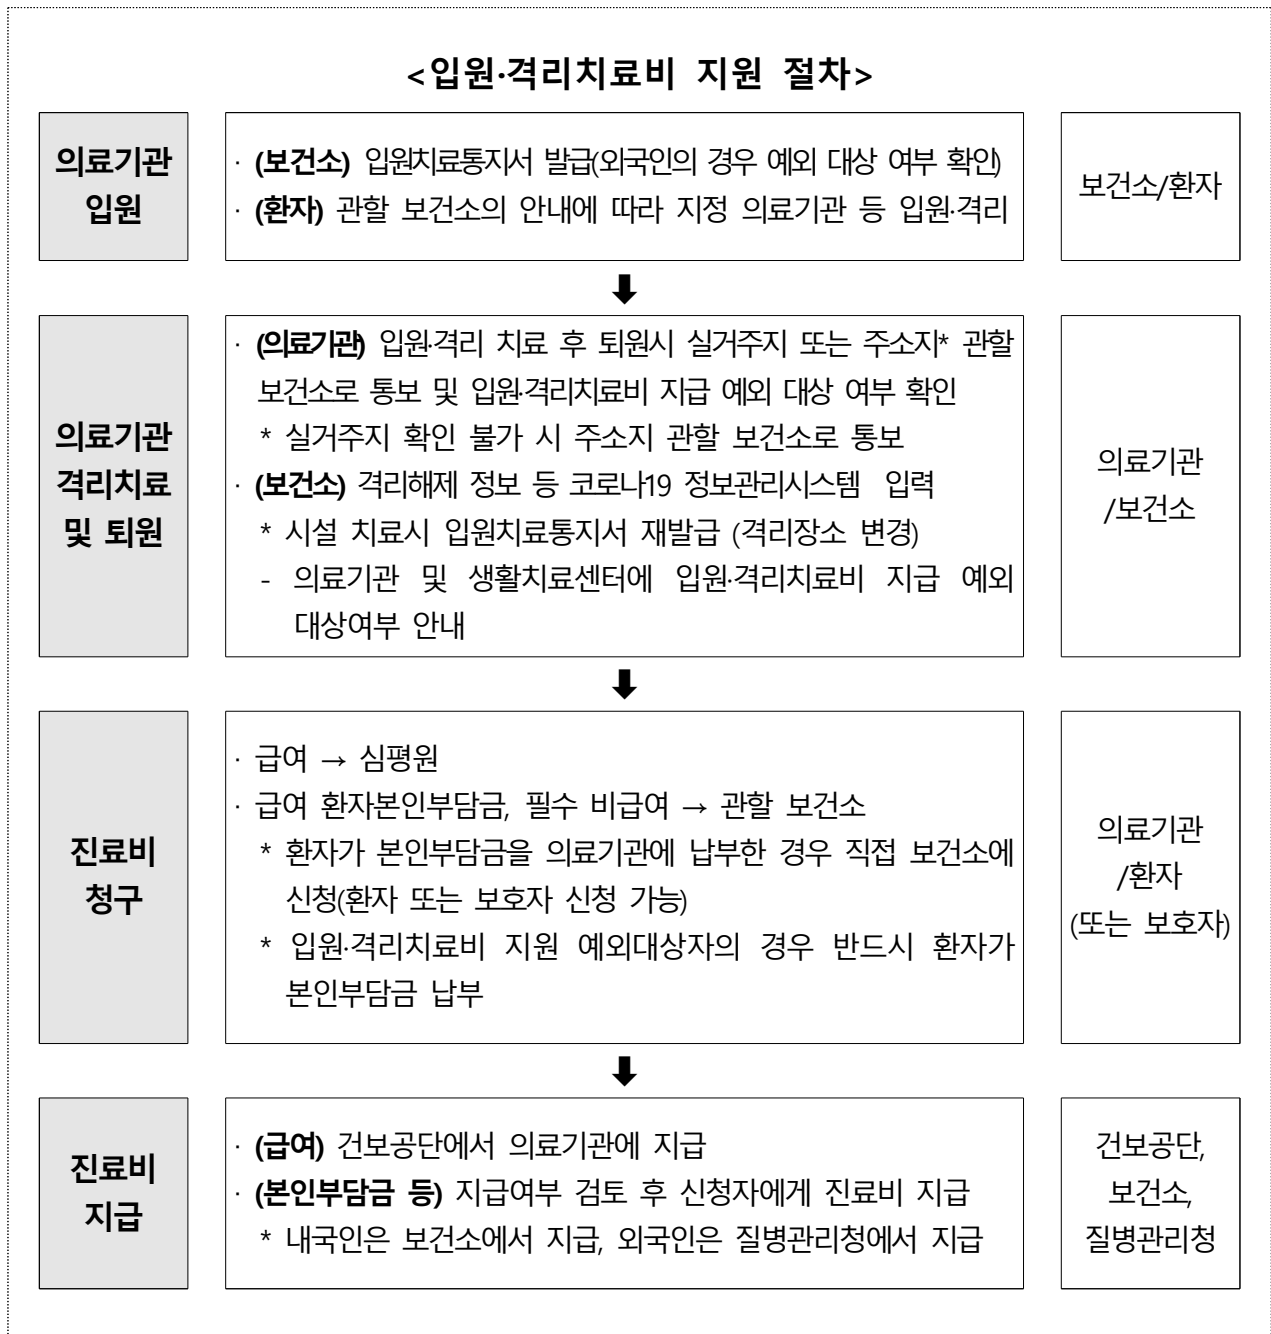 <입원·격리치료비 지원 절차>
의료기관
입원
· (보건소) 입원치료통지서 발급(외국인의 경우 예외 대상 여부 확인)
· (환자) 관할 보건소의 안내에 따라 지정 의료기관 등 입원·격리
보건소/환자
의료기관
격리치료
및 퇴원
· (의료기관) 입원·격리 치료 후 퇴원시 실거주지 또는 주소지* 관할
보건소로 통보 및 입원·격리치료비 지급 예외 대상 여부 확인
* 실거주지 확인 불가 시 주소지 관할 보건소로 통보
· (보건소) 격리해제 정보 등 코로나19 정보관리시스템 입력
* 시설 치료시 입원치료통지서 재발급 (격리장소 변경)
- 의료기관 및 생활치료센터에 입원·격리치료비 지급 예외
대상여부 안내
의료기관
/보건소
진료비
청구
· 급여 → 심평원
· 급여 환자본인부담금, 필수 비급여 → 관할 보건소
* 환자가 본인부담금을 의료기관에 납부한 경우 직접 보건소에
신청(환자 또는 보호자 신청 가능)
* 입원·격리치료비 지원 예외대상자의 경우 반드시 환자가
본인부담금 납부
의료기관
/환자
(또는 보호자)
진료비
지급
· (급여) 건보공단에서 의료기관에 지급
· (본인부담금 등) 지급여부 검토 후 신청자에게 진료비 지급
* 내국인은 보건소에서 지급, 외국인은 질병관리청에서 지급
건보공단,
보건소,
질병관리청